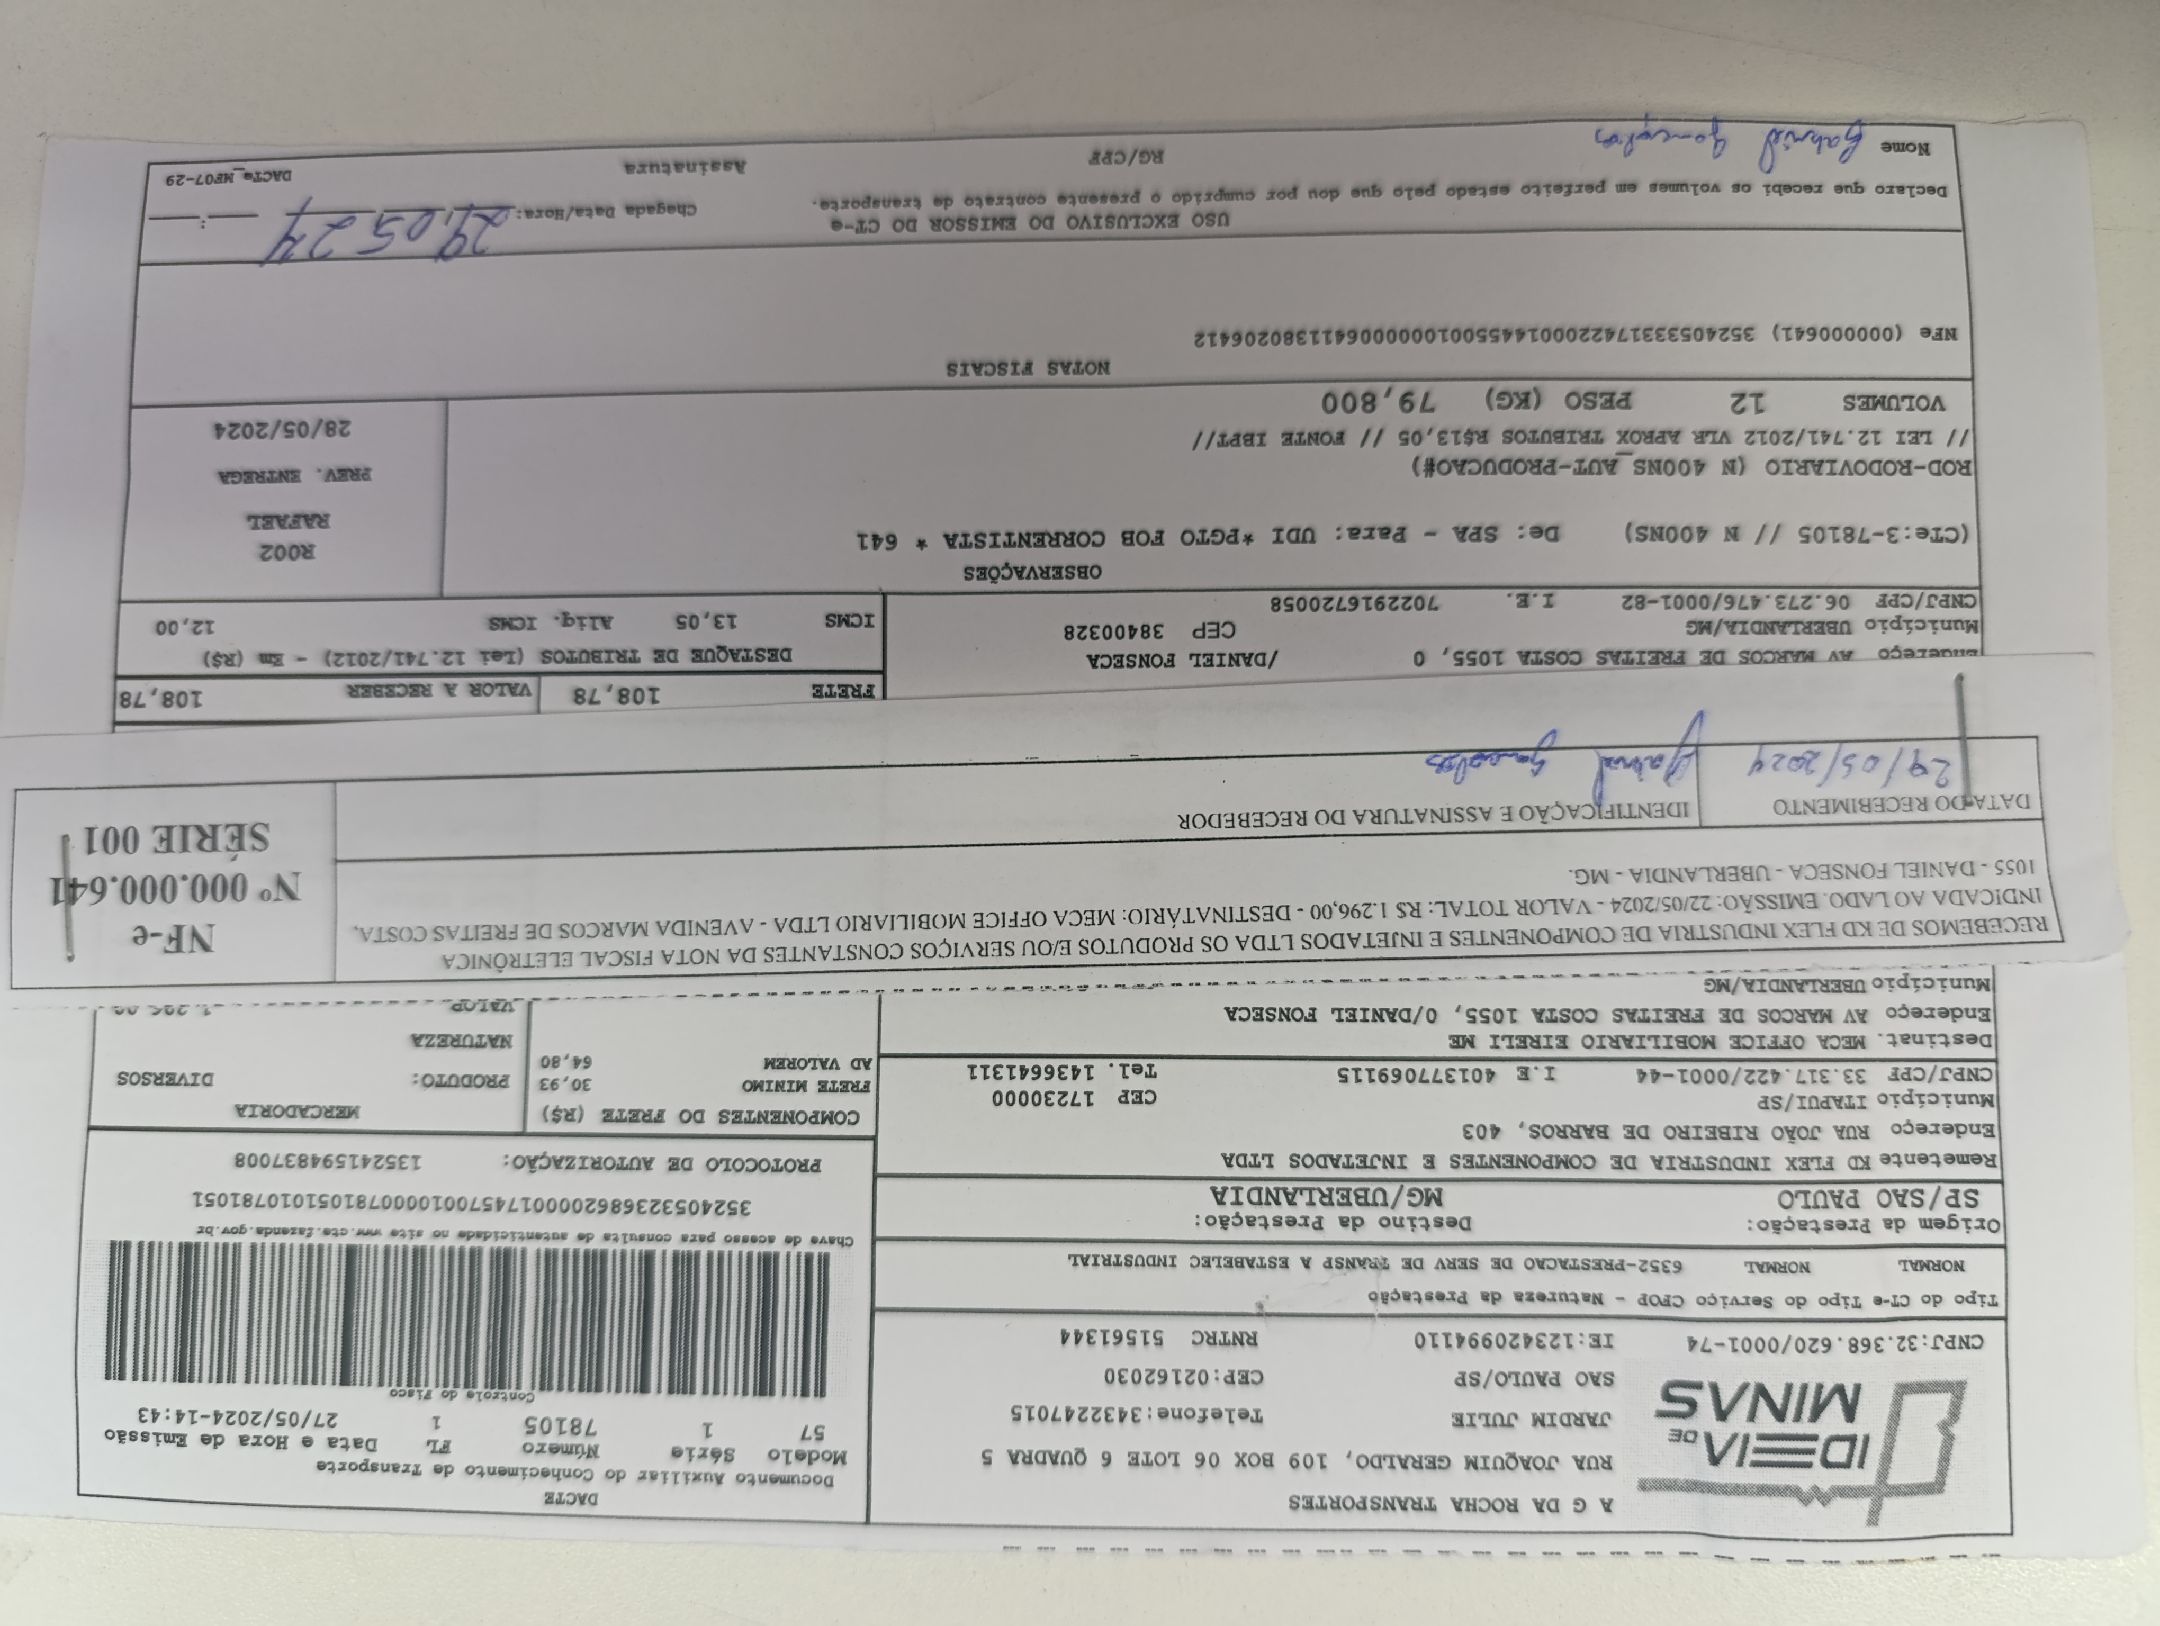 IDEIA DE MINAS
A G DA ROCHA TRANSPORTES
RUA JOAQUIM GERALDO, 109 BOX 06 LOTE 6 QUADRA 5
JARDIM JULIE Telefone:3432247015
SAO PAULO/SP CEP:02162030
CNPJ:32.368.620/0001-74 IE:123420994110 RNTRC 51561344
DACTE
Documento Auxiliar do Conhecimento de Transporte
Modelo Série Número FL Data e Hora de Emissão
57 1 78105 1 27/05/2024-14:43
Controle do Fisco
Chave de acesso para consulta de autenticidade no site www.cte.fazenda.gov.br
35240532368620000174570010000781051010781051
PROTOCOLO DE AUTORIZAÇÃO: 135241594837008
Tipo do CT-e Tipo do Serviço CFOP - Natureza da Prestação
NORMAL NORMAL 6352-PRESTACAO DE SERV DE TRANSP A ESTABELEC INDUSTRIAL
Origem da Prestação: Destino da Prestação:
SP/SAO PAULO MG/UBERLANDIA
Remetente KD FLEX INDUSTRIA DE COMPONENTES E INJETADOS LTDA
Endereço RUA JOÃO RIBEIRO DE BARROS, 403
Município ITAPUI/SP CEP 17230000
CNPJ/CPF 33.317.422/0001-44 I.E 401377069115 Tel. 1436641311
Destinat. MECA OFFICE MOBILIARIO EIRELI ME
Endereço AV MARCOS DE FREITAS COSTA 1055, 0/DANIEL FONSECA
Município UBERLANDIA/MG
COMPONENTES DO FRETE (R$) MERCADORIA
FRETE MINIMO 30,93 PRODUTO: DIVERSOS
AD VALOREM 64,80 NATUREZA
VALOR
RECEBEMOS DE KD FLEX INDUSTRIA DE COMPONENTES E INJETADOS LTDA OS PRODUTOS E/OU SERVIÇOS CONSTANTES DA NOTA FISCAL ELETRÔNICA
INDICADA AO LADO. EMISSÃO: 22/05/2024 - VALOR TOTAL: R$ 1.296,00 - DESTINATÁRIO: MECA OFFICE MOBILIARIO LTDA - AVENIDA MARCOS DE FREITAS COSTA,
1055 - DANIEL FONSECA - UBERLANDIA - MG.
DATA DO RECEBIMENTO IDENTIFICAÇÃO E ASSINATURA DO RECEBEDOR
29/05/2024 Gabriel Gonçalves
NF-e
Nº 000.000.641
SÉRIE 001
FRETE 108,78 VALOR A RECEBER 108,78
Endereço AV MARCOS DE FREITAS COSTA 1055, 0 /DANIEL FONSECA
Município UBERLANDIA/MG CEP 38400328
CNPJ/CPF 06.273.476/0001-82 I.E. 7022916720058
DESTAQUE DE TRIBUTOS (Lei 12.741/2012) - Em (R$)
ICMS 13,05 Aliq. ICMS 12,00
OBSERVAÇÕES
(CTe:3-78105 // N 400NS) De: SPA - Para: UDI *PGTO FOB CORRENTISTA * 641
ROD-RODOVIARIO (N 400NS_AUT-PRODUCAO#)
// LEI 12.741/2012 VLR APROX TRIBUTOS R$13,05 // FONTE IBPT//
VOLUMES 12 PESO (KG) 79,800
R002
RAFAEL
PREV. ENTREGA
28/05/2024
NOTAS FISCAIS
NFe (000000641) 35240533317422000144550010000006411380206412
USO EXCLUSIVO DO EMISSOR DO CT-e
Declaro que recebi os volumes em perfeito estado pelo que dou por cumprido o presente contrato de transporte.
Chegada Data/Hora: 29.05 24 __:__
Nome Gabriel Gonçalves RG/CPF Assinatura
DACTe_MF07-29